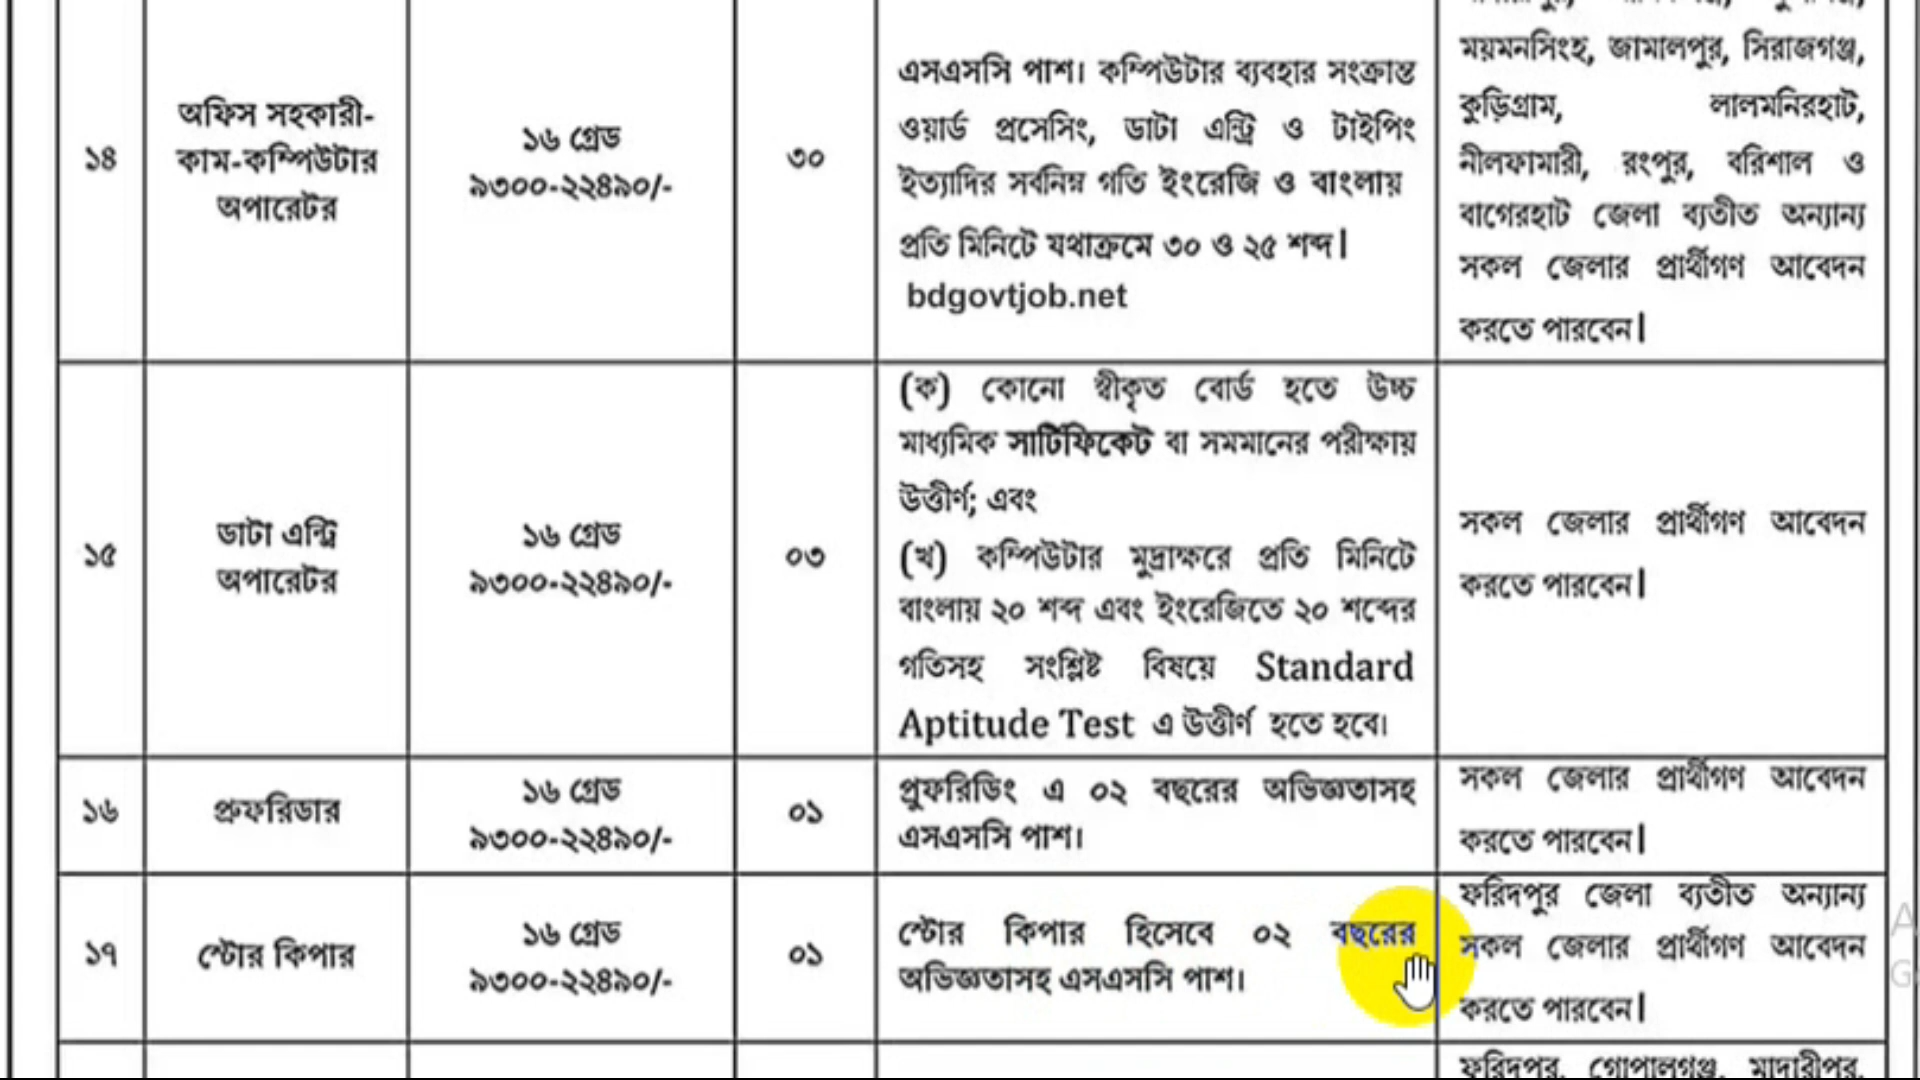 ময়মনসিংহ, জামালপুর, সিরাজগঞ্জ,
কুড়িগ্রাম, লালমনিরহাট,
নীলফামারী, রংপুর, বরিশাল ও
বাগেরহাট জেলা ব্যতীত অন্যান্য
সকল জেলার প্রার্থীগণ আবেদন
করতে পারবেন|
১৪
অফিস সহকারী-
কাম-কম্পিউটার
অপারেটর
১৬ গ্রেড
৯৩০০-২২৪৯০/-
৩০
এসএসসি পাশ। কম্পিউটার ব্যবহার সংক্রান্ত
ওয়ার্ড প্রসেসিং, ডাটা এন্ট্রি ও টাইপিং
ইত্যাদির সর্বনিম্ন গতি ইংরেজি ও বাংলায়
প্রতি মিনিটে যথাক্রমে ৩০ ও ২৫ শব্দ|
bdgovtjob.net
১৫
ডাটা এন্ট্রি
অপারেটর
১৬ গ্রেড
৯৩০০-২২৪৯০/-
০৩
(ক) কোনো স্বীকৃত বোর্ড হতে উচ্চ
মাধ্যমিক সার্টিফিকেট বা সমমানের পরীক্ষায়
উত্তীর্ণ; এবং
(খ) কম্পিউটার মুদ্রাক্ষরে প্রতি মিনিটে
বাংলায় ২০ শব্দ এবং ইংরেজিতে ২০ শব্দের
গতিসহ সংশ্লিষ্ট বিষয়ে Standard
Aptitude Test এ উত্তীর্ণ হতে হবে।
সকল জেলার প্রার্থীগণ আবেদন
করতে পারবেন|
১৬
প্রুফরিডার
১৬ গ্রেড
৯৩০০-২২৪৯০/-
০১
প্রুফরিডিং এ ০২ বছরের অভিজ্ঞতাসহ
এসএসসি পাশ।
সকল জেলার প্রার্থীগণ আবেদন
করতে পারবেন|
১৭
স্টোর কিপার
১৬ গ্রেড
৯৩০০-২২৪৯০/-
০১
স্টোর কিপার হিসেবে ০২ বছরের
অভিজ্ঞতাসহ এসএসসি পাশ।
ফরিদপুর জেলা ব্যতীত অন্যান্য
সকল জেলার প্রার্থীগণ আবেদন
করতে পারবেন|
ফরিদপুর, গোপালগঞ্জ, মাদারীপুর,